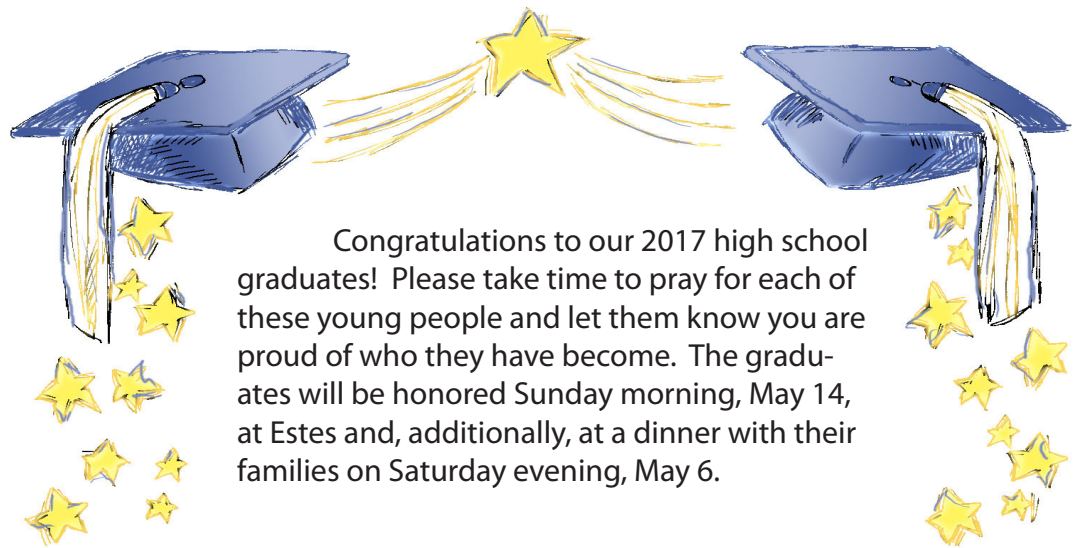 Congratulations to our 2017 high school
graduates!  Please take time to pray for each of
these young people and let them know you are
proud of who they have become.  The gradu-
ates will be honored Sunday morning, May 14,
at Estes and, additionally, at a dinner with their
families on Saturday evening, May 6.